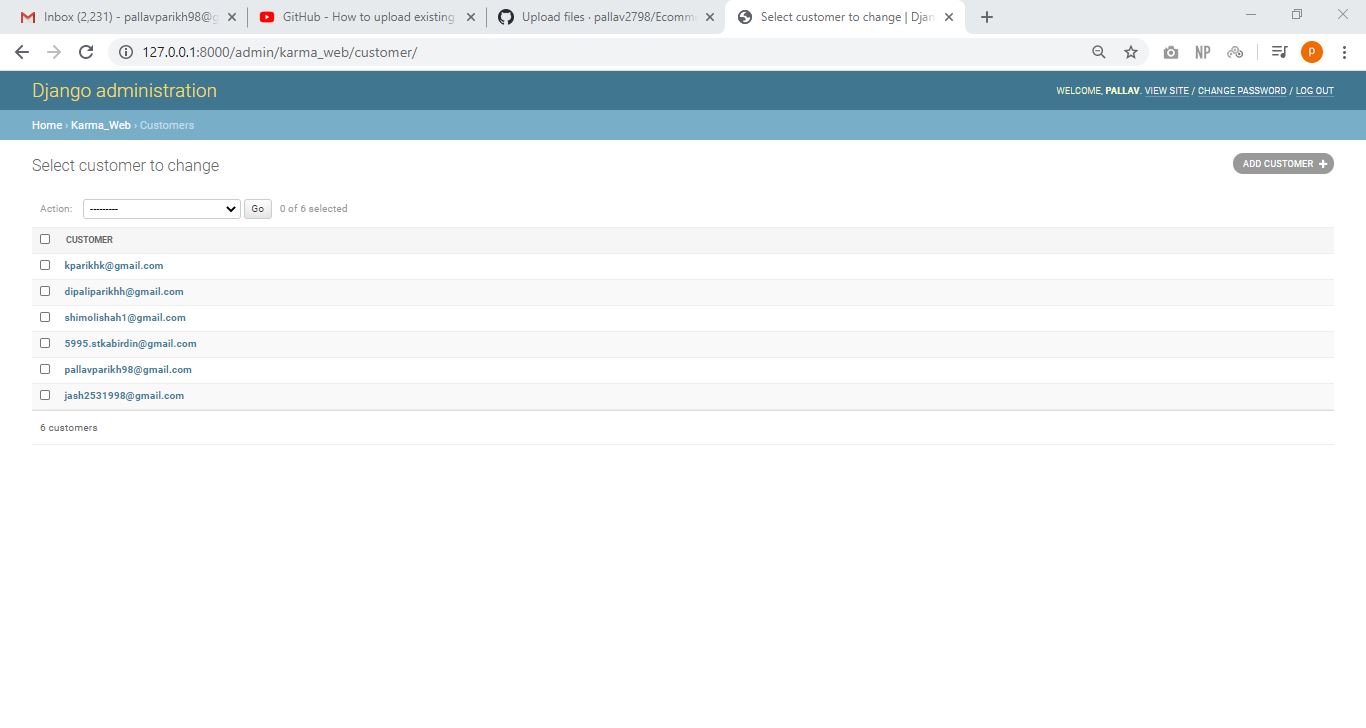 Inbox (2,231) - pallavparikh98@g
GitHub - How to upload existing
Upload files · pallav2798/Ecomme
Select customer to change | Djan
127.0.0.1:8000/admin/karma_web/customer/
NP
P
Django administration
WELCOME, PALLAV. VIEW SITE / CHANGE PASSWORD / LOG OUT
Home › Karma_Web › Customers
Select customer to change
ADD CUSTOMER +
Action: --------- Go 0 of 6 selected
CUSTOMER
kparikhk@gmail.com
dipaliparikhh@gmail.com
shimolishah1@gmail.com
5995.stkabirdin@gmail.com
pallavparikh98@gmail.com
jash2531998@gmail.com
6 customers